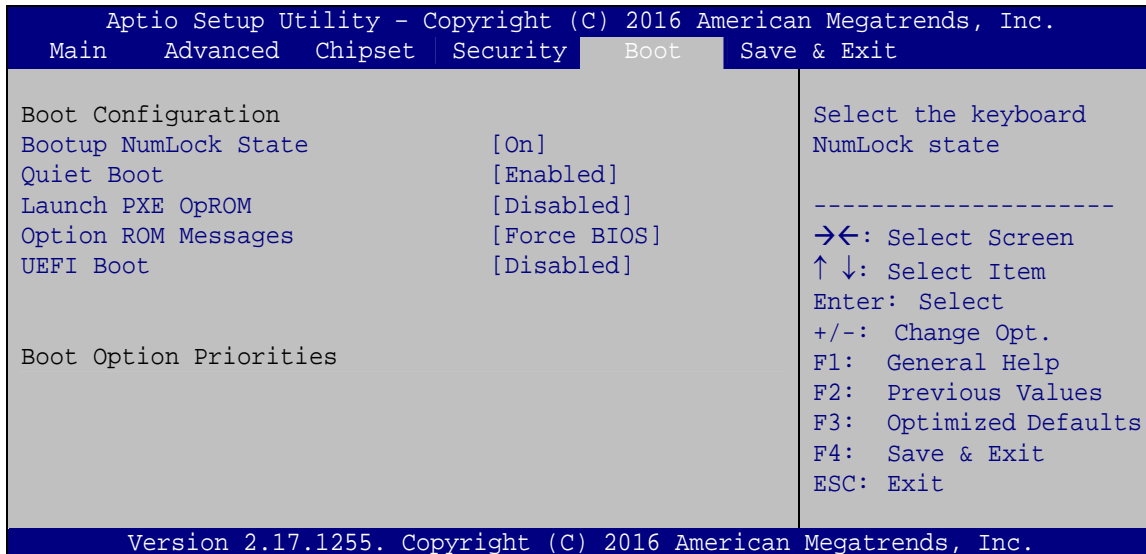 Aptio Setup Utility – Copyright (C) 2016 American Megatrends, Inc.
Main Advanced Chipset Security Boot Save & Exit
Boot Configuration
Bootup NumLock State [On]
Quiet Boot [Enabled]
Launch PXE OpROM [Disabled]
Option ROM Messages [Force BIOS]
UEFI Boot [Disabled]
Boot Option Priorities
Select the keyboard
NumLock state
---------------------
→←: Select Screen
↑ ↓: Select Item
Enter: Select
+/-: Change Opt.
F1: General Help
F2: Previous Values
F3: Optimized Defaults
F4: Save & Exit
ESC: Exit
Version 2.17.1255. Copyright (C) 2016 American Megatrends, Inc.